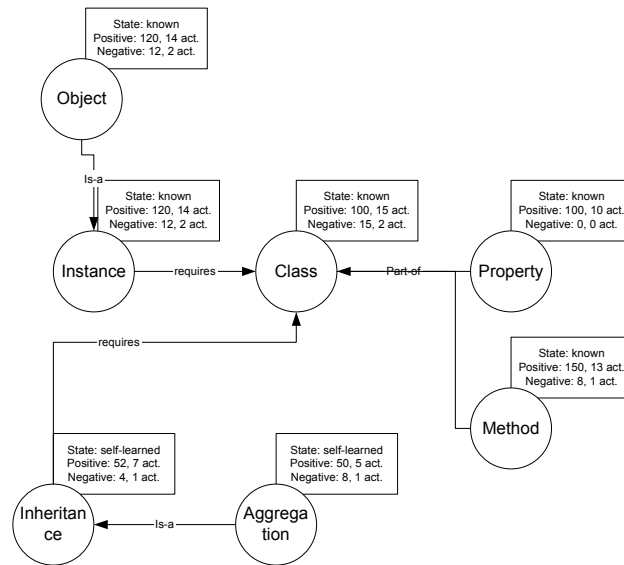 State: known
Positive: 120, 14 act.
Negative: 12, 2 act.
Object
Is-a
State: known
Positive: 120, 14 act.
Negative: 12, 2 act.
Instance
requires
State: known
Positive: 100, 15 act.
Negative: 15, 2 act.
Class
Part-of
State: known
Positive: 100, 10 act.
Negative: 0, 0 act.
Property
requires
State: known
Positive: 150, 13 act.
Negative: 8, 1 act.
Method
State: self-learned
Positive: 52, 7 act.
Negative: 4, 1 act.
Inherita
nce
Is-a
State: self-learned
Positive: 50, 5 act.
Negative: 8, 1 act.
Aggrega
tion